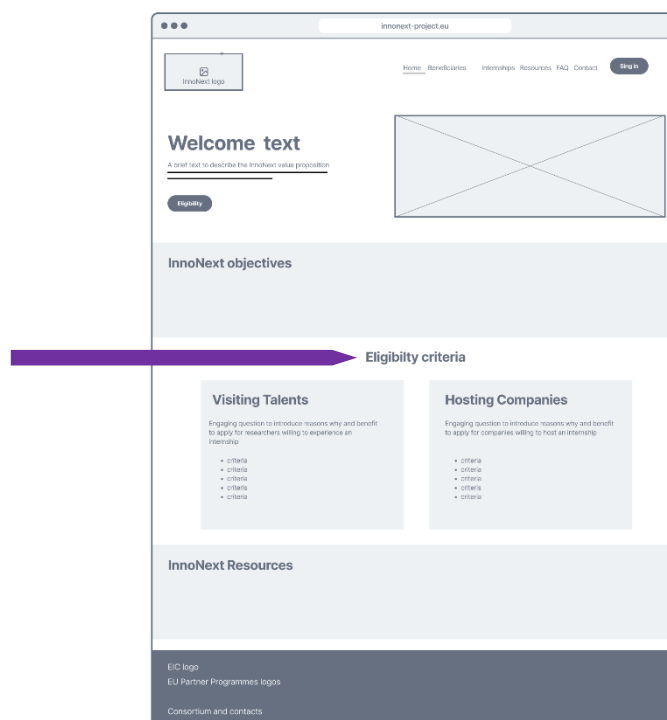 innonext-project.eu
InnoNext logo
Home Beneficiaries Internships Resources FAQ Contact Sing in
Welcome text
A brief text to describe the InnoNext value proposition
Eligibility
InnoNext objectives
Eligibilty criteria
Visiting Talents
Engaging question to introduce reasons why and benefit
to apply for researchers willing to experience an
internship
• criteria
• criteria
• criteria
• criteria
• criteria
Hosting Companies
Engaging question to introduce reasons why and benefit
to apply for companies willing to host an internship
• criteria
• criteria
• criteria
• criteria
• criteria
InnoNext Resources
EIC logo
EU Partner Programmes logos
Consortium and contacts